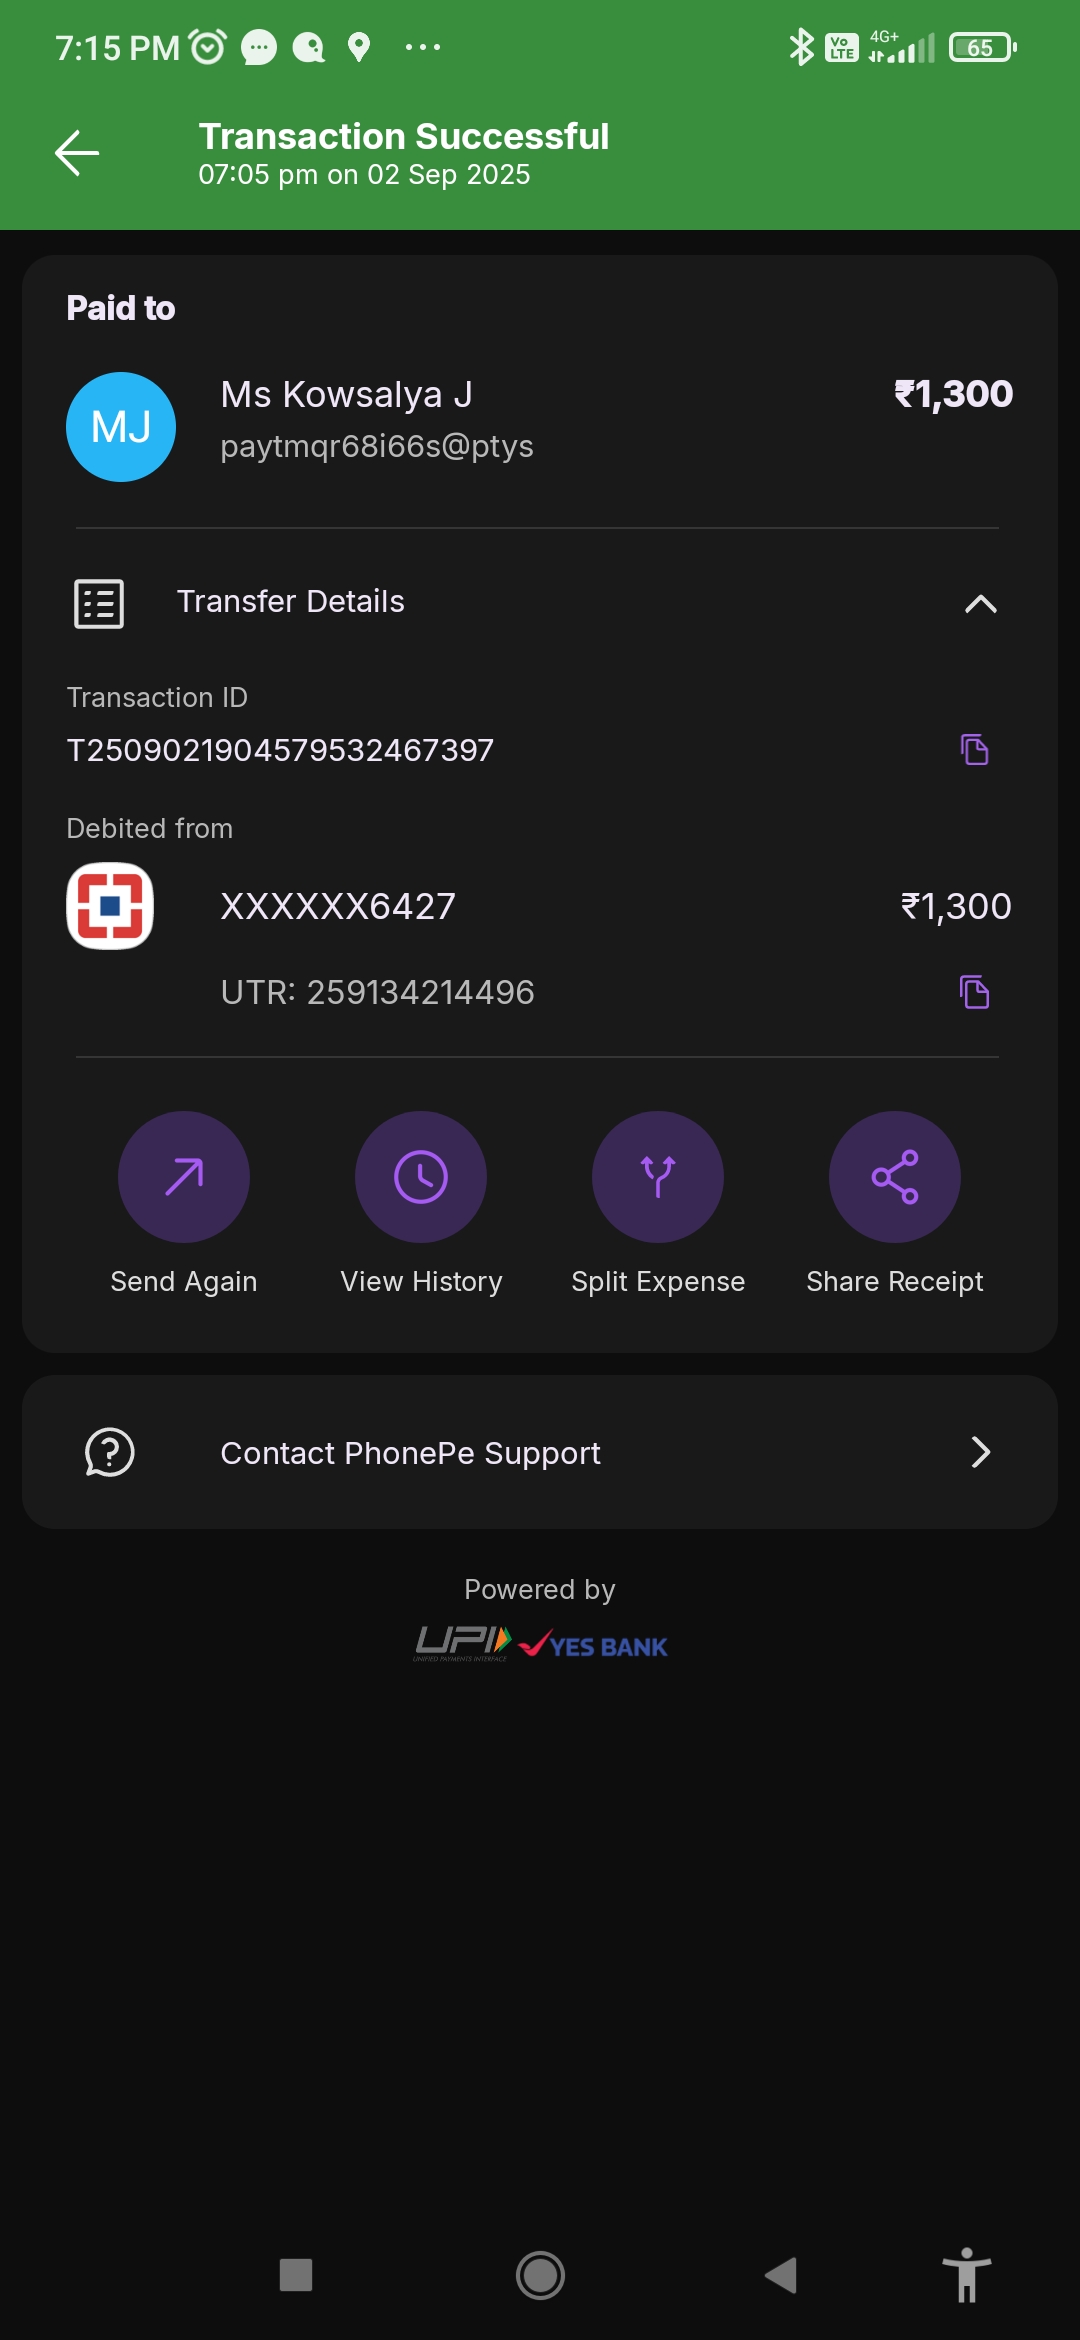 7:15 PM
Vo LTE 4G+ 65
Transaction Successful
07:05 pm on 02 Sep 2025
Paid to
MJ Ms Kowsalya J ₹1,300
paytmqr68i66s@ptys
Transfer Details
Transaction ID
T2509021904579532467397
Debited from
XXXXXX6427 ₹1,300
UTR: 259134214496
Send Again View History Split Expense Share Receipt
Contact PhonePe Support
Powered by
UPI YES BANK
UNIFIED PAYMENTS INTERFACE